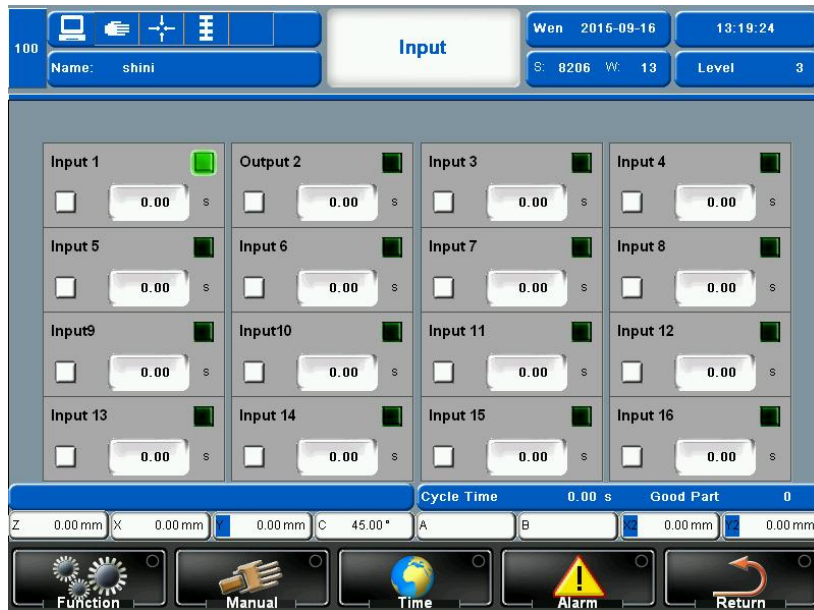 100
Input
Wen 2015-09-16
13:19:24
Name: shini
S: 8206 W: 13
Level 3
Input 1
Output 2
Input 3
Input 4
0.00 s
0.00 s
0.00 s
0.00 s
Input 5
Input 6
Input 7
Input 8
0.00 s
0.00 s
0.00 s
0.00 s
Input9
Input10
Input 11
Input 12
0.00 s
0.00 s
0.00 s
0.00 s
Input 13
Input 14
Input 15
Input 16
0.00 s
0.00 s
0.00 s
0.00 s
Cycle Time 0.00 s Good Part 0
Z 0.00 mm X 0.00 mm Y 0.00 mm C 45.00 ° A B X2 0.00 mm Y2 0.00 mm
Function
Manual
Time
Alarm
Return